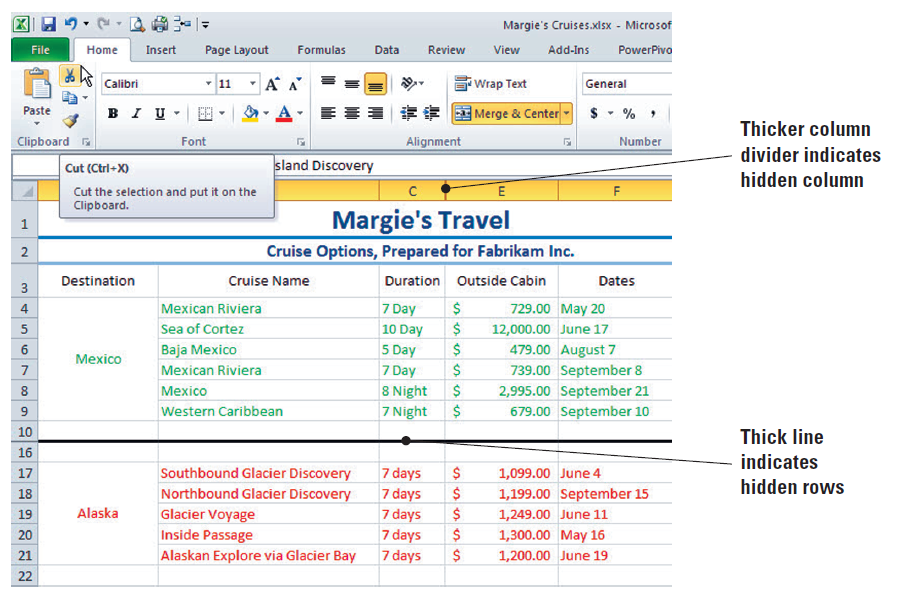 Margie's Cruises.xlsx - Microsof
File Home Insert Page Layout Formulas Data Review View Add-Ins PowerPivo
Calibri 11 A A Wrap Text General
Paste B I U A Merge & Center $ % ,
Clipboard Font Alignment Number
Cut (Ctrl+X)
Cut the selection and put it on the
Clipboard.
sland Discovery
C E F
1 Margie's Travel
2 Cruise Options, Prepared for Fabrikam Inc.
3 Destination Cruise Name Duration Outside Cabin Dates
4 Mexican Riviera 7 Day $ 729.00 May 20
5 Sea of Cortez 10 Day $ 12,000.00 June 17
6 Baja Mexico 5 Day $ 479.00 August 7
Mexico
7 Mexican Riviera 7 Day $ 739.00 September 8
8 Mexico 8 Night $ 2,995.00 September 21
9 Western Caribbean 7 Night $ 679.00 September 10
10
16
17 Southbound Glacier Discovery 7 days $ 1,099.00 June 4
18 Northbound Glacier Discovery 7 days $ 1,199.00 September 15
19 Alaska Glacier Voyage 7 days $ 1,249.00 June 11
20 Inside Passage 7 days $ 1,300.00 May 16
21 Alaskan Explore via Glacier Bay 7 days $ 1,200.00 June 19
22
Thicker column
divider indicates
hidden column
Thick line
indicates
hidden rows